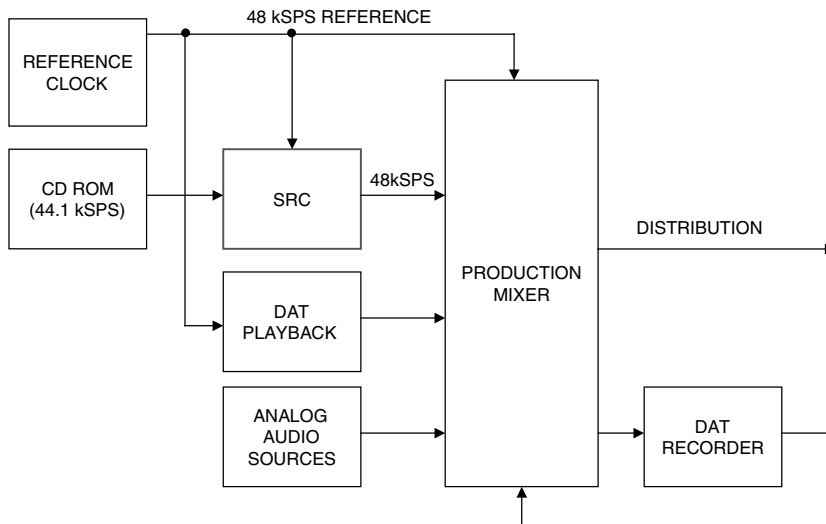 48 kSPS REFERENCE
REFERENCE
CLOCK
CD ROM
(44.1 kSPS)
SRC
48kSPS
DISTRIBUTION
PRODUCTION
MIXER
DAT
PLAYBACK
ANALOG
AUDIO
SOURCES
DAT
RECORDER